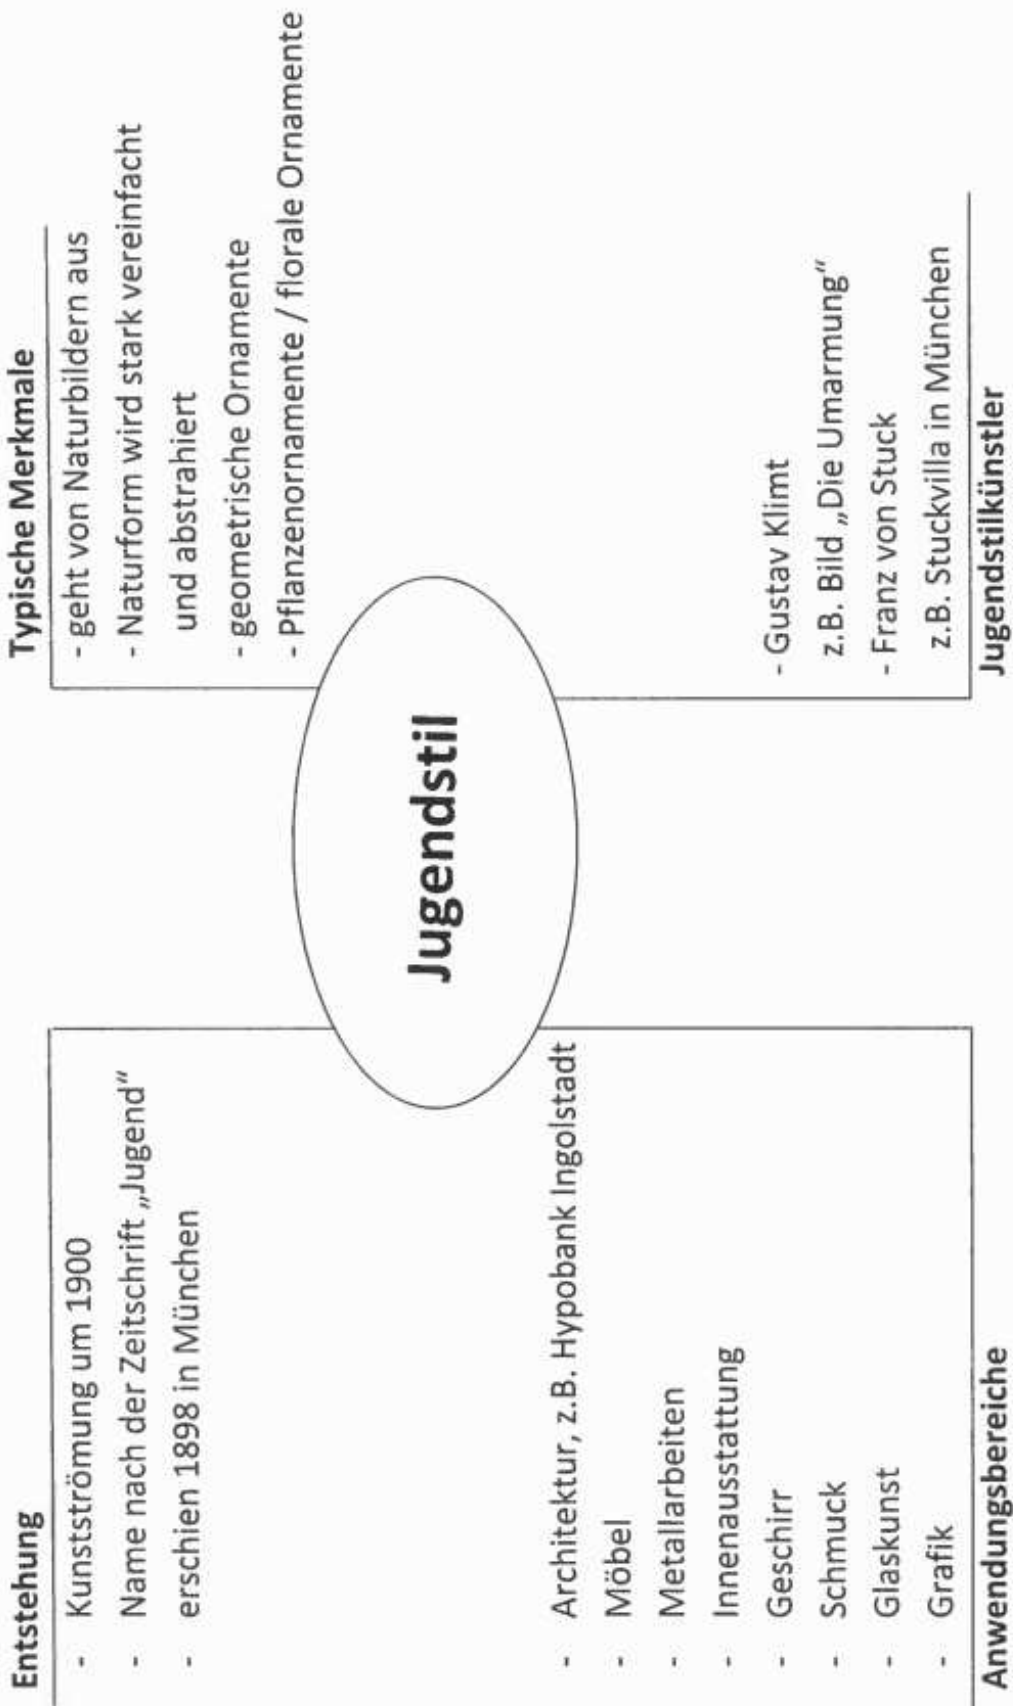 Entstehung
- Kunstströmung um 1900
- Name nach der Zeitschrift „Jugend“
- erschien 1898 in München
Typische Merkmale
- geht von Naturbildern aus
- Naturform wird stark vereinfacht
und abstrahiert
- geometrische Ornamente
- Pflanzenornamente / florale Ornamente
Jugendstil
- Architektur, z.B. Hypobank Ingolstadt
- Möbel
- Metallarbeiten
- Innenausstattung
- Geschirr
- Schmuck
- Glaskunst
- Grafik
Anwendungsbereiche
- Gustav Klimt
z.B. Bild „Die Umarmung“
- Franz von Stuck
z.B. Stuckvilla in München
Jugendstilkünstler